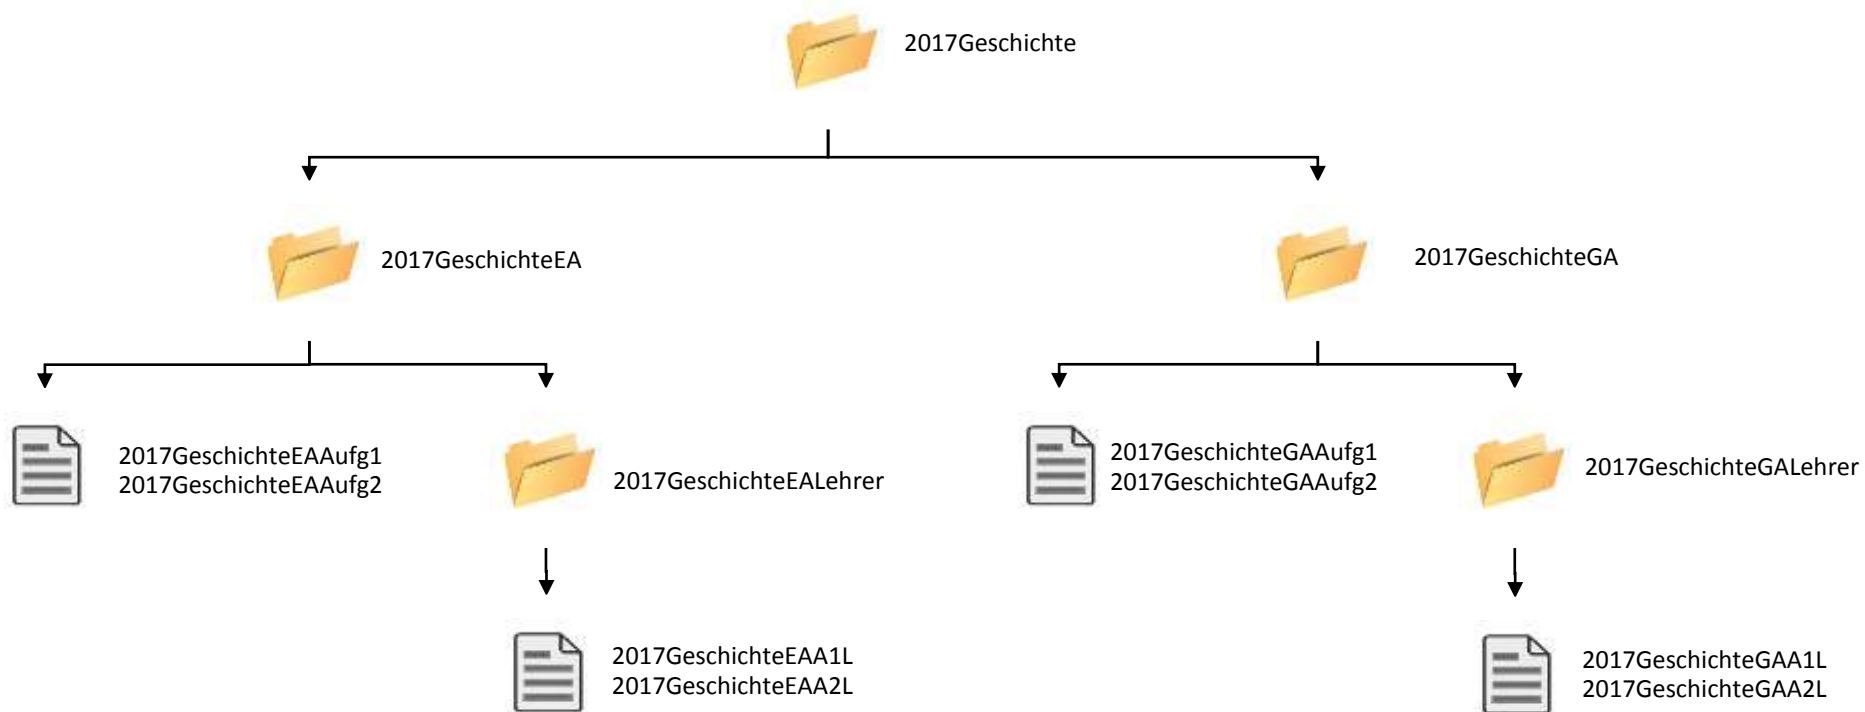 2017Geschichte
2017GeschichteEA
2017GeschichteGA
2017GeschichteEAAufg1
2017GeschichteEAAufg2
2017GeschichteEALehrer
2017GeschichteGAAufg1
2017GeschichteGAAufg2
2017GeschichteGALehrer
2017GeschichteEAA1L
2017GeschichteEAA2L
2017GeschichteGAA1L
2017GeschichteGAA2L